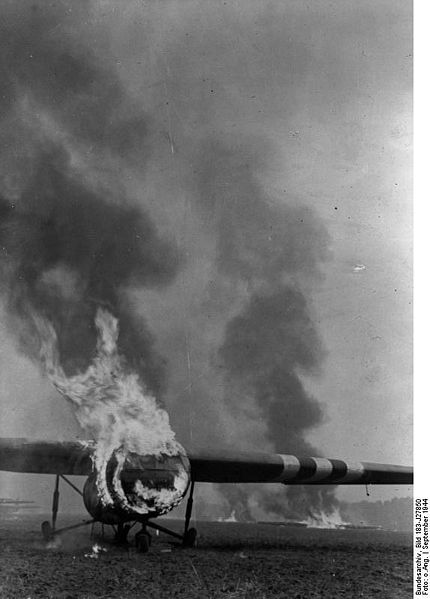 Bundesarchiv, Bild 183-J27850
Foto: o.Ang. | September 1944